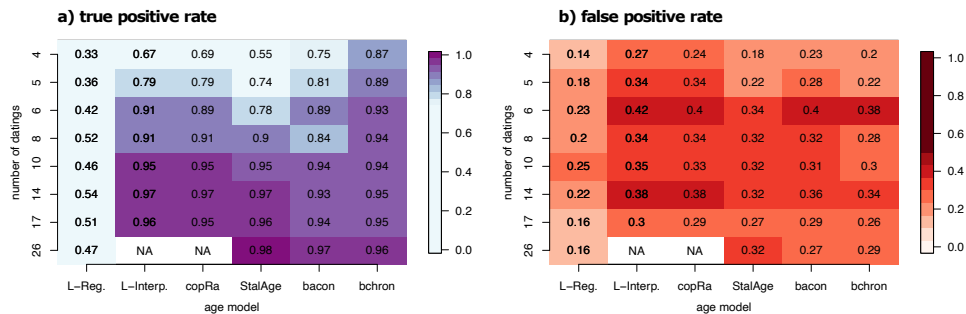 a) true positive rate
4 0.33 0.67 0.69 0.55 0.75 0.87
5 0.36 0.79 0.79 0.74 0.81 0.89
6 0.42 0.91 0.89 0.78 0.89 0.93
8 0.52 0.91 0.91 0.9 0.84 0.94
10 0.46 0.95 0.95 0.95 0.94 0.94
14 0.54 0.97 0.97 0.97 0.93 0.95
17 0.51 0.96 0.95 0.96 0.94 0.95
26 0.47 NA NA 0.98 0.97 0.96
number of datings
L-Reg. L-Interp. copRa StalAge bacon bchron
age model
1.0
0.8
0.6
0.4
0.2
0.0
b) false positive rate
4 0.14 0.27 0.24 0.18 0.23 0.2
5 0.18 0.34 0.34 0.22 0.28 0.22
6 0.23 0.42 0.4 0.34 0.4 0.38
8 0.2 0.34 0.34 0.32 0.32 0.28
10 0.25 0.35 0.33 0.32 0.31 0.3
14 0.22 0.38 0.38 0.32 0.36 0.34
17 0.16 0.3 0.29 0.27 0.29 0.26
26 0.16 NA NA 0.32 0.27 0.29
number of datings
L-Reg. L-Interp. copRa StalAge bacon bchron
age model
1.0
0.8
0.6
0.4
0.2
0.0